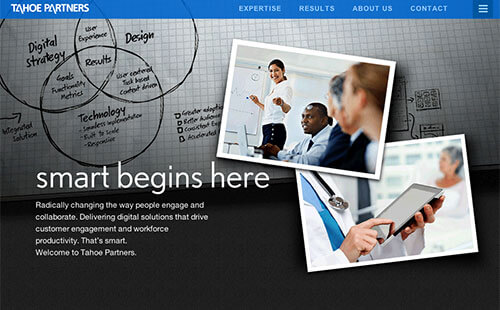 TAHOE PARTNERS
EXPERTISE
RESULTS
ABOUT US
CONTACT
User
Experience
Design
Digital
Strategy
Results
Goals
Functionality
Metrics
User centered
Task based
Content driven
Technology
- Seamless implementation
- Built to scale
- Responsive
Integrated
solution
Greater adoption
Better Audience
Consistent
Accelerated
smart begins here
Radically changing the way people engage and
collaborate. Delivering digital solutions that drive
customer engagement and workforce
productivity. That's smart.
Welcome to Tahoe Partners.